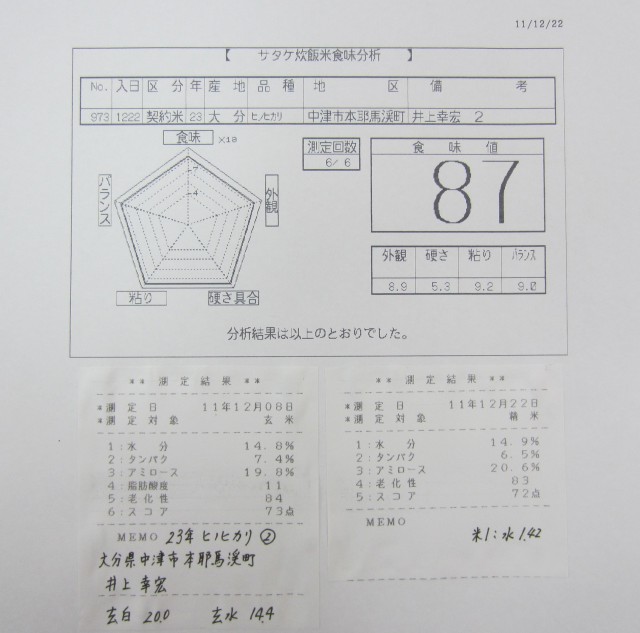 11/12/22
【 サタケ炊飯米食味分析 】
No. 入日 区分 年 産地 品種 地区 備考
973 1222 契約米 23 大分 ヒノヒカリ 中津市本耶馬渓町 井上幸宏 2
食味 ×10
バランス
外観
粘り
硬さ具合
7
4
測定回数
6/ 6
食味値
87
外観 硬さ 粘り バランス
8.9 5.3 9.2 9.0
分析結果は以上のとおりでした。
** 測定結果 **
*測定日 11年12月08日
*測定対象 玄米
1:水分 14.8%
2:タンパク 7.4%
3:アミロース 19.8%
4:脂肪酸度 11
5:老化性 84
6:スコア 73点
MEMO 23年 ヒノヒカリ ②
大分県中津市本耶馬渓町
井上幸宏
玄白 20.0 玄水 14.4
** 測定結果 **
*測定日 11年12月22日
*測定対象 精米
1:水分 14.9%
2:タンパク 6.5%
3:アミロース 20.6%
4:老化性 83
5:スコア 72点
MEMO
米1:水1.42